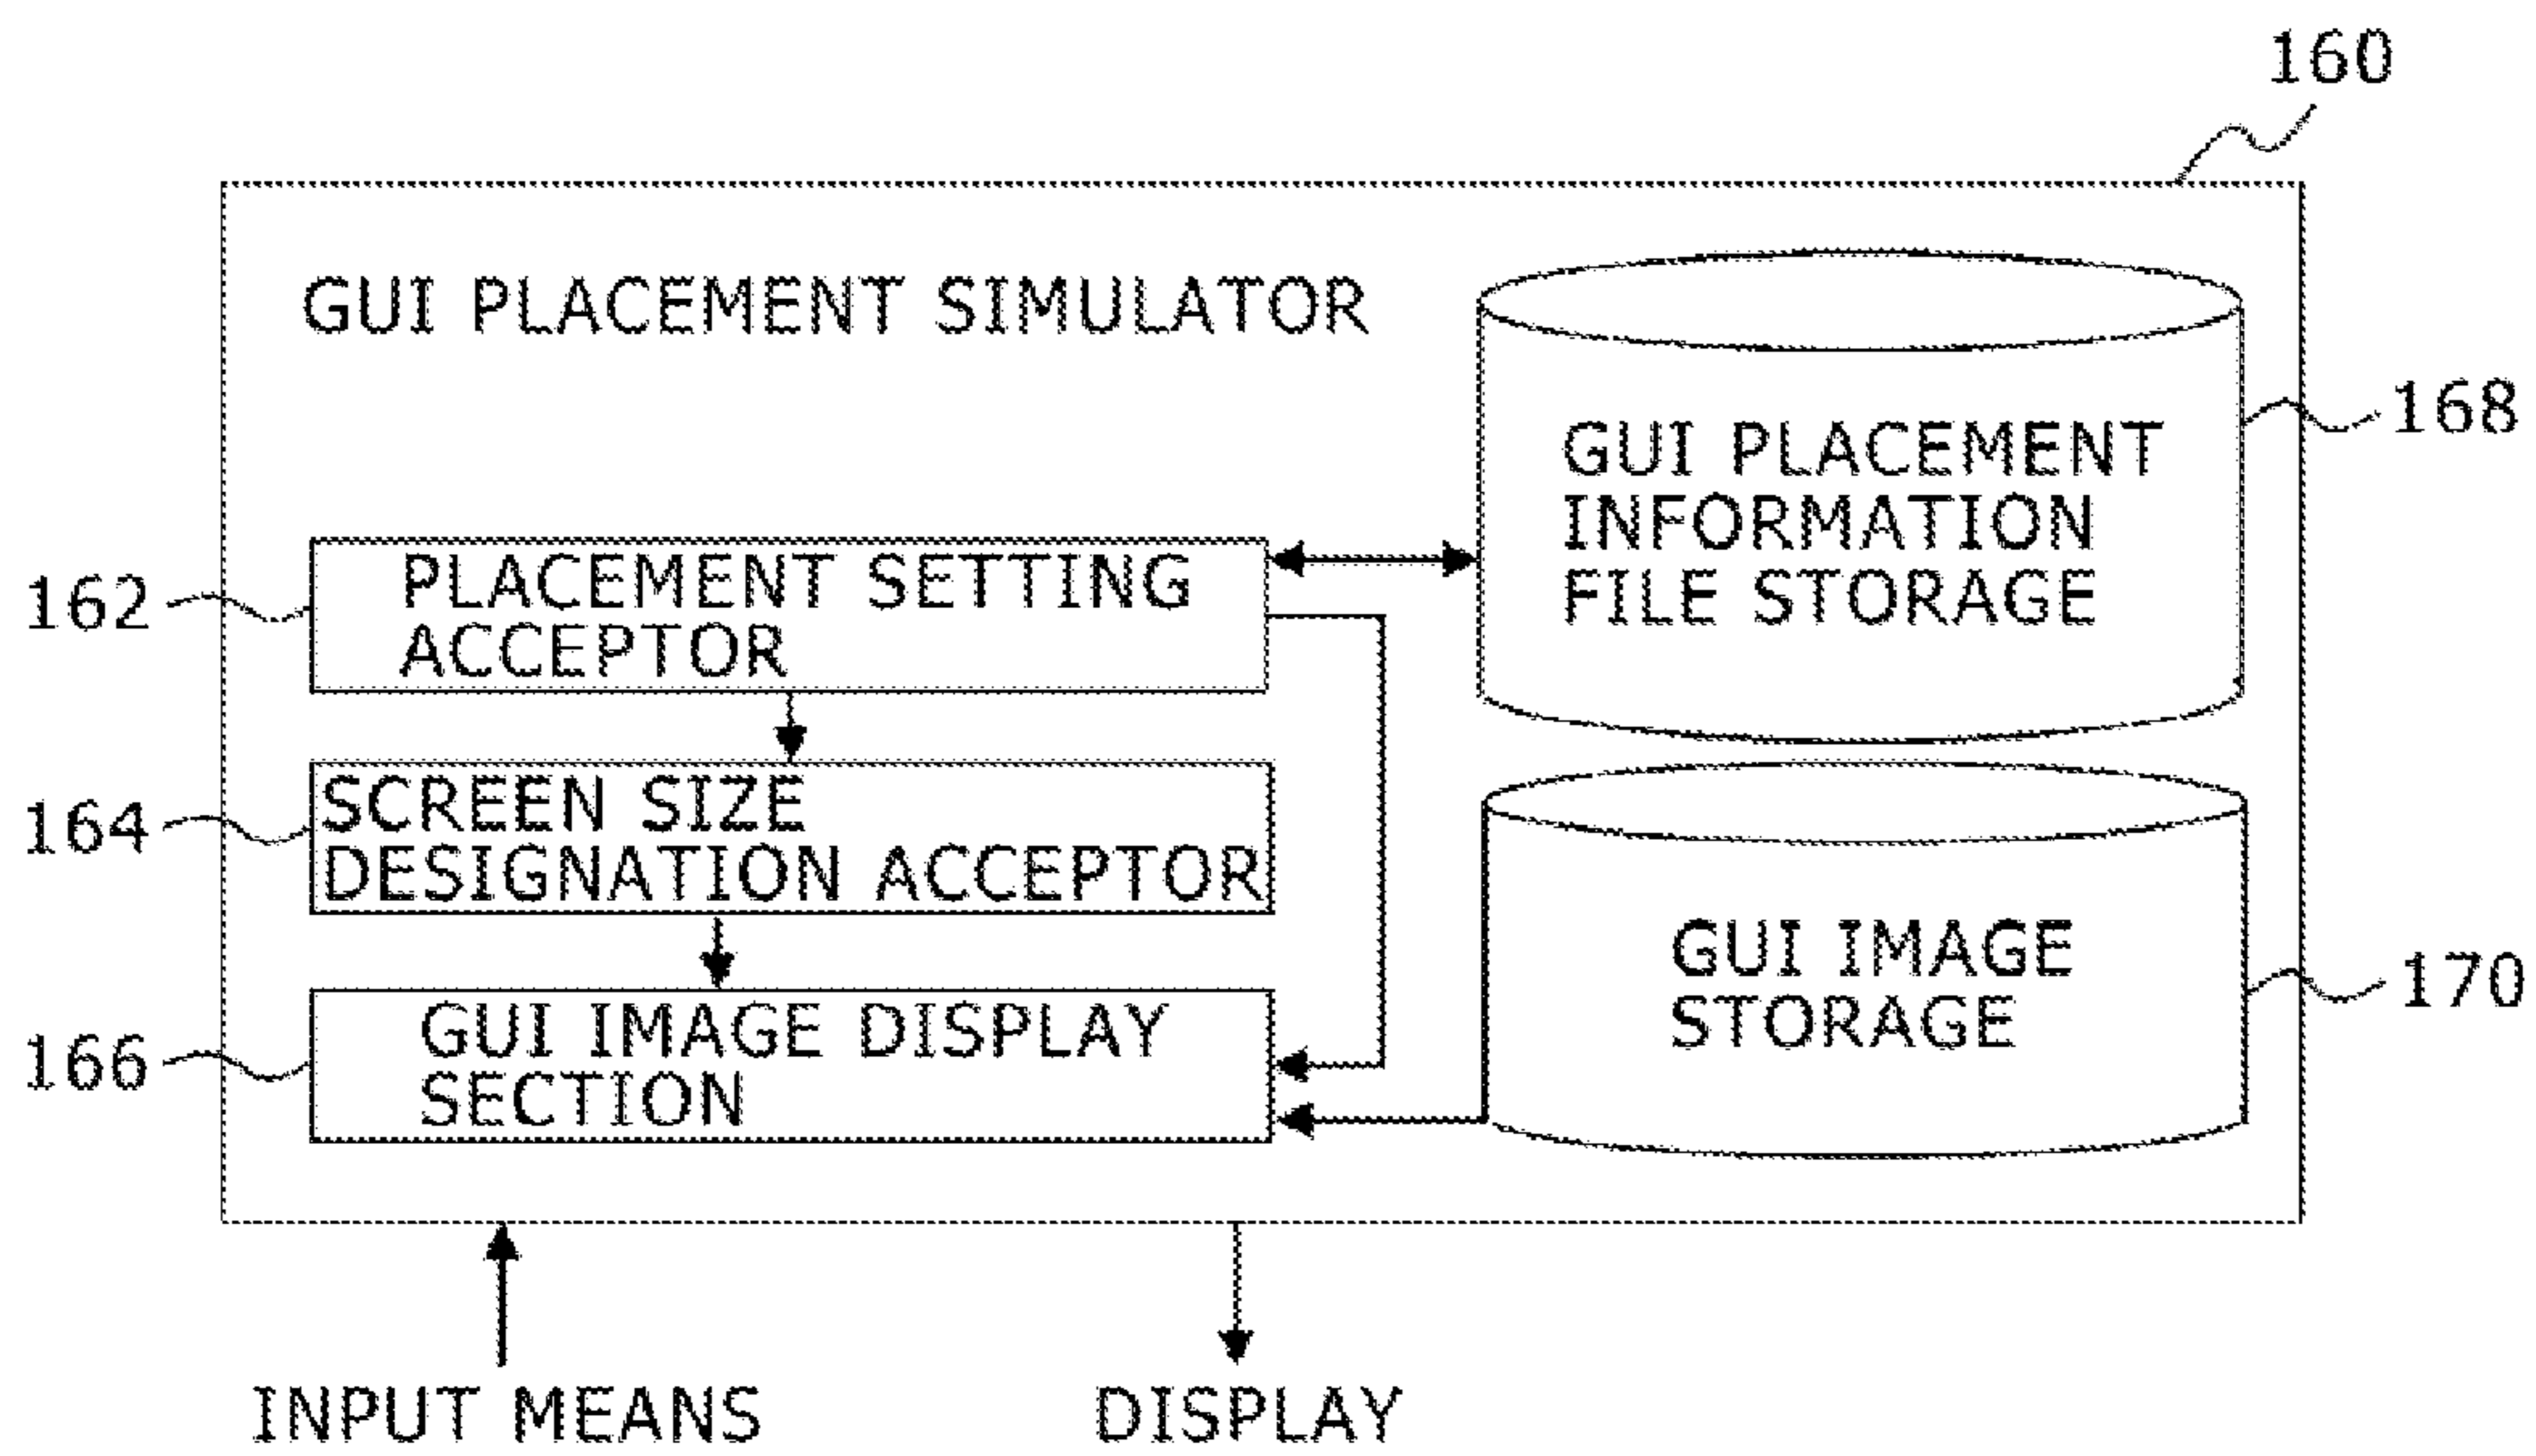 160
GUI PLACEMENT SIMULATOR
168
GUI PLACEMENT
INFORMATION
FILE STORAGE
162
PLACEMENT SETTING
ACCEPTOR
164
SCREEN SIZE
DESIGNATION ACCEPTOR
170
GUI IMAGE
STORAGE
166
GUI IMAGE DISPLAY
SECTION
INPUT MEANS
DISPLAY